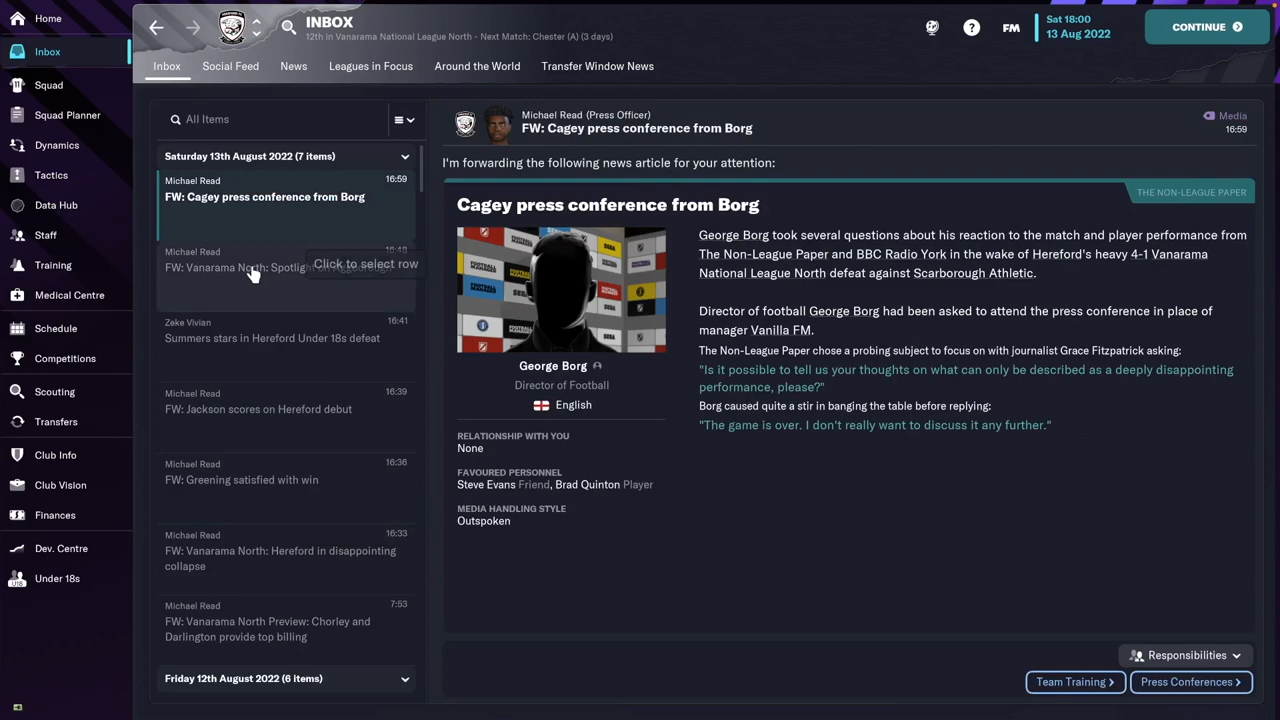 Home
Inbox
Squad
Squad Planner
Dynamics
Tactics
Data Hub
Staff
Training
Medical Centre
Schedule
Competitions
Scouting
Transfers
Club Info
Club Vision
Finances
Dev. Centre
Under 18s
INBOX
12th in Vanarama National League North - Next Match: Chester (A) (3 days)
FM
Sat 18:00
13 Aug 2022
CONTINUE
Inbox
Social Feed
News
Leagues in Focus
Around the World
Transfer Window News
All Items
Saturday 13th August 2022 (7 items)
Michael Read 16:59
FW: Cagey press conference from Borg
Michael Read 16:48
FW: Vanarama North: Spotlig
Click to select row
Zeke Vivian 16:41
Summers stars in Hereford Under 18s defeat
Michael Read 16:39
FW: Jackson scores on Hereford debut
Michael Read 16:36
FW: Greening satisfied with win
Michael Read 16:33
FW: Vanarama North: Hereford in disappointing
collapse
Michael Read 7:53
FW: Vanarama North Preview: Chorley and
Darlington provide top billing
Friday 12th August 2022 (6 items)
Michael Read (Press Officer)
FW: Cagey press conference from Borg
Media
16:59
I'm forwarding the following news article for your attention:
THE NON-LEAGUE PAPER
Cagey press conference from Borg
George Borg
Director of Football
English
RELATIONSHIP WITH YOU
None
FAVOURED PERSONNEL
Steve Evans Friend, Brad Quinton Player
MEDIA HANDLING STYLE
Outspoken
George Borg took several questions about his reaction to the match and player performance from
The Non-League Paper and BBC Radio York in the wake of Hereford's heavy 4-1 Vanarama
National League North defeat against Scarborough Athletic.
Director of football George Borg had been asked to attend the press conference in place of
manager Vanilla FM.
The Non-League Paper chose a probing subject to focus on with journalist Grace Fitzpatrick asking:
"Is it possible to tell us your thoughts on what can only be described as a deeply disappointing
performance, please?"
Borg caused quite a stir in banging the table before replying:
"The game is over. I don't really want to discuss it any further."
Responsibilities
Team Training
Press Conferences